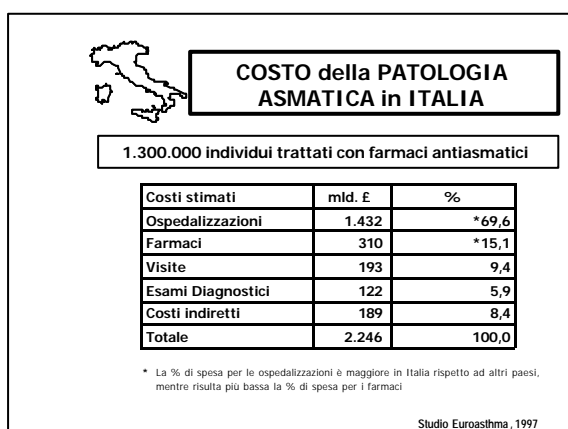 COSTO della PATOLOGIA
ASMATICA in ITALIA
1.300.000 individui trattati con farmaci antiasmatici
Costi stimati mld. £ %
Ospedalizzazioni 1.432 *69,6
Farmaci 310 *15,1
Visite 193 9,4
Esami Diagnostici 122 5,9
Costi indiretti 189 8,4
Totale 2.246 100,0
* La % di spesa per le ospedalizzazioni è maggiore in Italia rispetto ad altri paesi,
mentre risulta più bassa la % di spesa per i farmaci
Studio Euroasthma, 1997